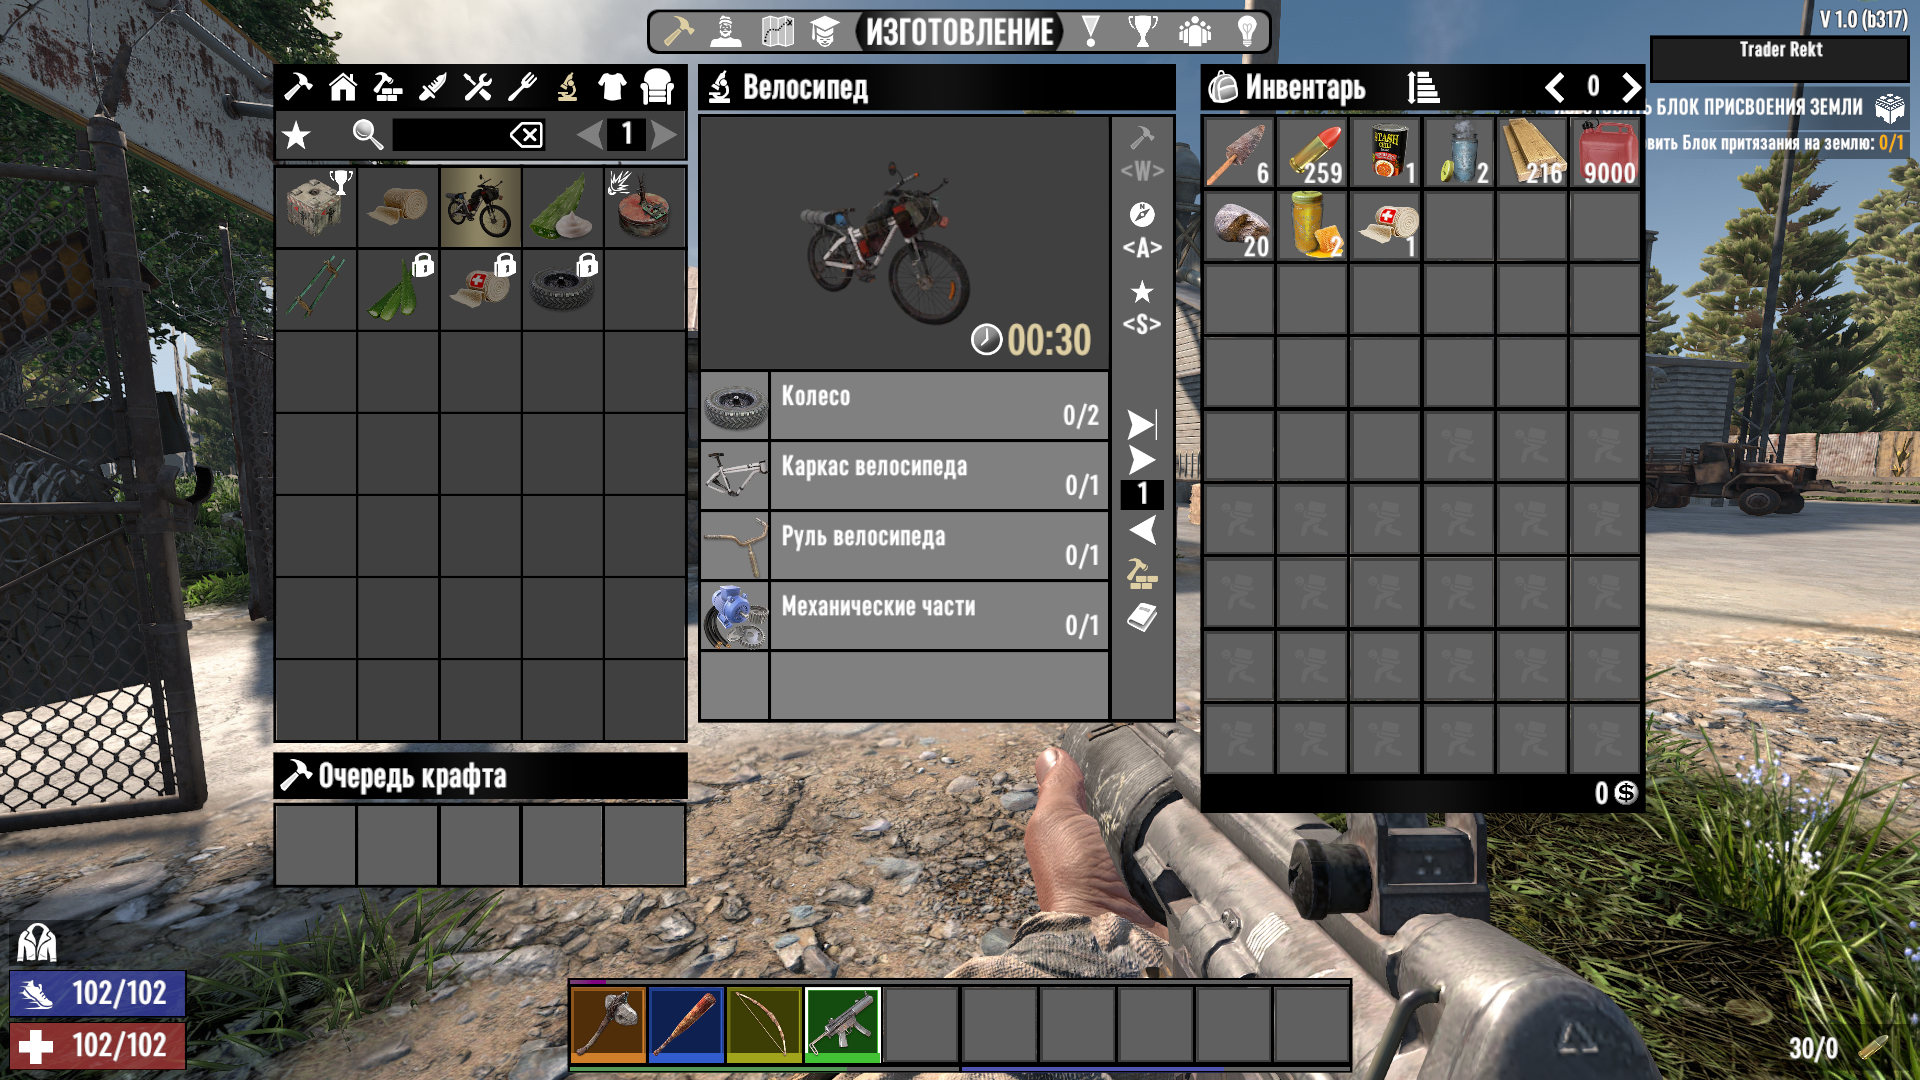 ИЗГОТОВЛЕНИЕ
V 1.0 (b317)
Trader Rekt
БЛОК ПРИСВОЕНИЯ ЗЕМЛИ
вить Блок притязания на землю: 0/1
1
Велосипед
<W>
<A>
<S>
00:30
Колесо
0/2
Каркас велосипеда
0/1
Руль велосипеда
0/1
Механические части
0/1
1
Инвентарь
0
6
259
STASH
CHILI
1
2
216
9000
20
2
1
0
Очередь крафта
102/102
102/102
30/0